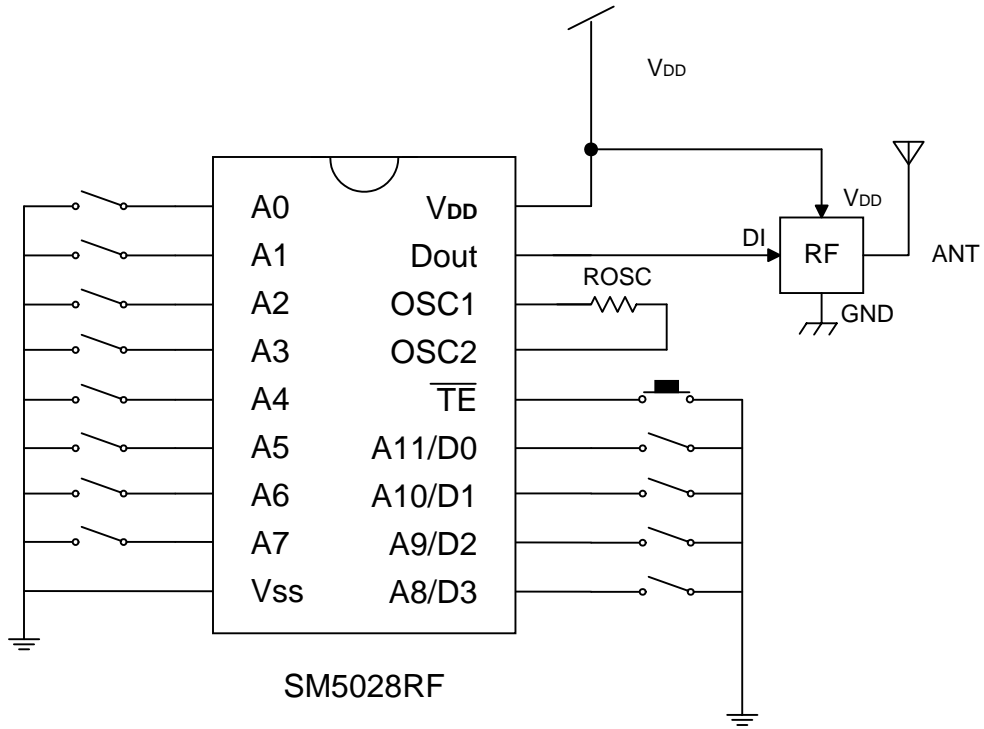 VDD
A0 VDD VDD
A1 Dout DI RF ANT
ROSC
A2 OSC1
GND
A3 OSC2
A4 TE
A5 A11/D0
A6 A10/D1
A7 A9/D2
Vss A8/D3
SM5028RF